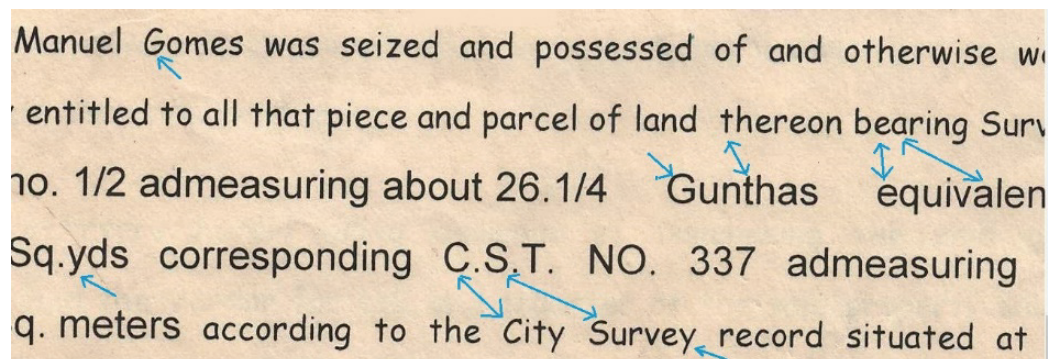 Manuel Gomes was seized and possessed of and otherwise
entitled to all that piece and parcel of land thereon bearing
no. 1/2 admeasuring about 26.1/4 Gunthas
Sq.yds corresponding C.S.T. NO. 337 admeasuring
q. meters according to the City Survey record situated at